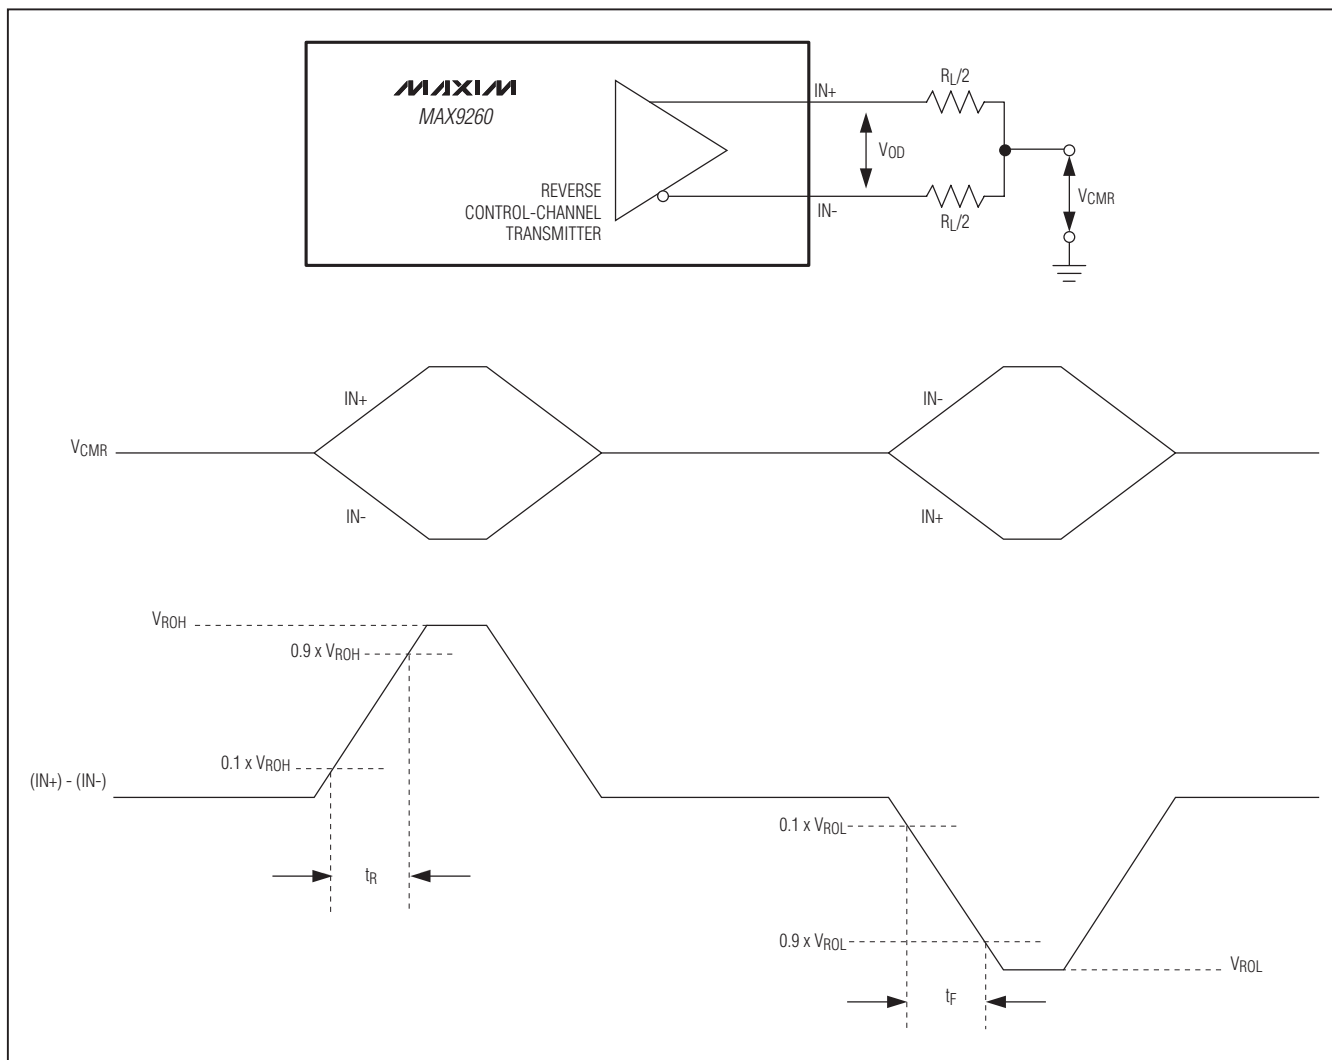 MAXIM
MAX9260
REVERSE
CONTROL-CHANNEL
TRANSMITTER
IN+
IN-
VOD
RL/2
RL/2
VCMR
VCMR
IN+
IN-
IN-
IN+
VROH
0.9 x VROH
0.1 x VROH
(IN+) - (IN-)
tR
0.1 x VROL
0.9 x VROL
VROL
tF